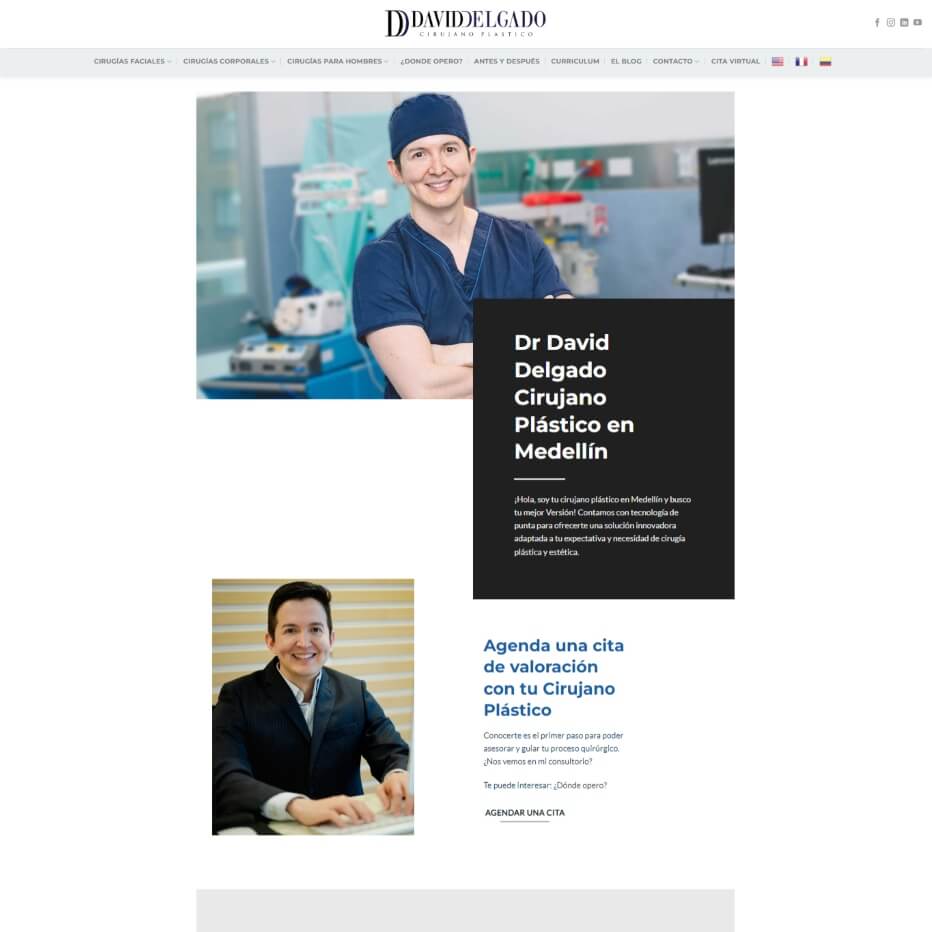 DAVID DELGADO
CIRUJANO PLASTICO
CIRUGÍAS FACIALES
CIRUGÍAS CORPORALES
CIRUGÍAS PARA HOMBRES
¿DONDE OPERO?
ANTES Y DESPUÉS
CURRICULUM
EL BLOG
CONTACTO
CITA VIRTUAL
Dr David
Delgado
Cirujano
Plástico en
Medellín
¡Hola, soy tu cirujano plástico en Medellín y busco
tu mejor Versión! Contamos con tecnología de
punta para ofrecerte una solución innovadora
adaptada a tu expectativa y necesidad de cirugía
plástica y estética.
Agenda una cita
de valoración
con tu Cirujano
Plástico
Conocerte es el primer paso para poder
asesorar y guiar tu proceso quirúrgico.
¿Nos vemos en mi consultorio?
Te puede interesar: ¿Dónde opero?
AGENDAR UNA CITA